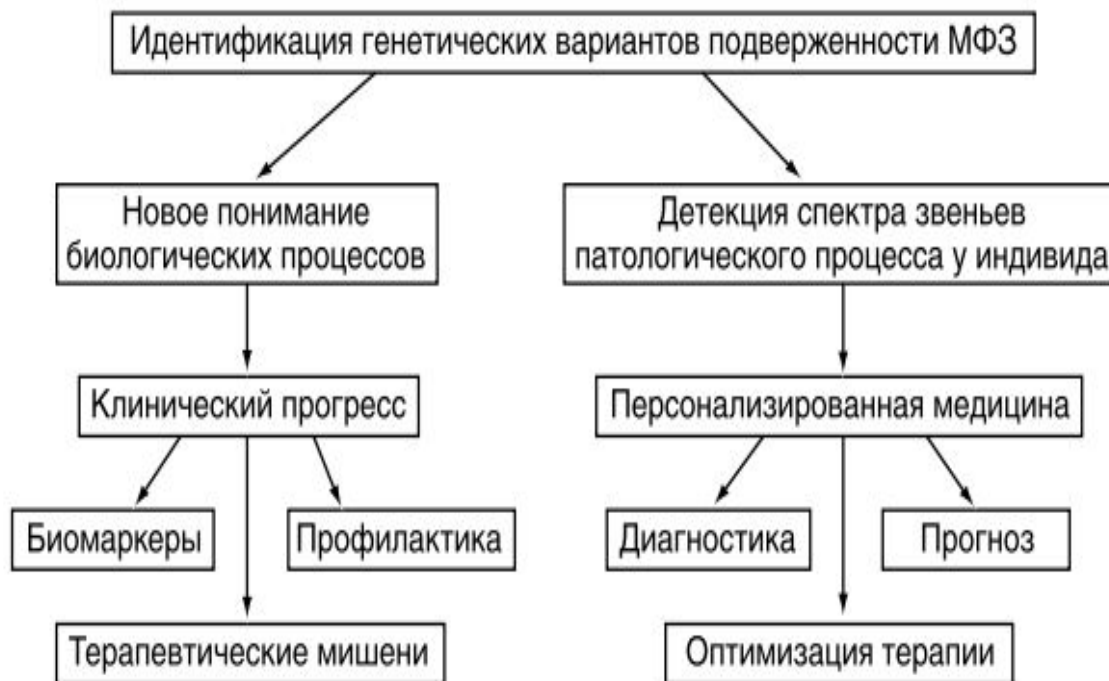 Идентификация генетических вариантов подверженности МФЗ
Новое понимание
биологических процессов
Детекция спектра звеньев
патологического процесса у индивида
Клинический прогресс
Персонализированная медицина
Биомаркеры
Профилактика
Диагностика
Прогноз
Терапевтические мишени
Оптимизация терапии